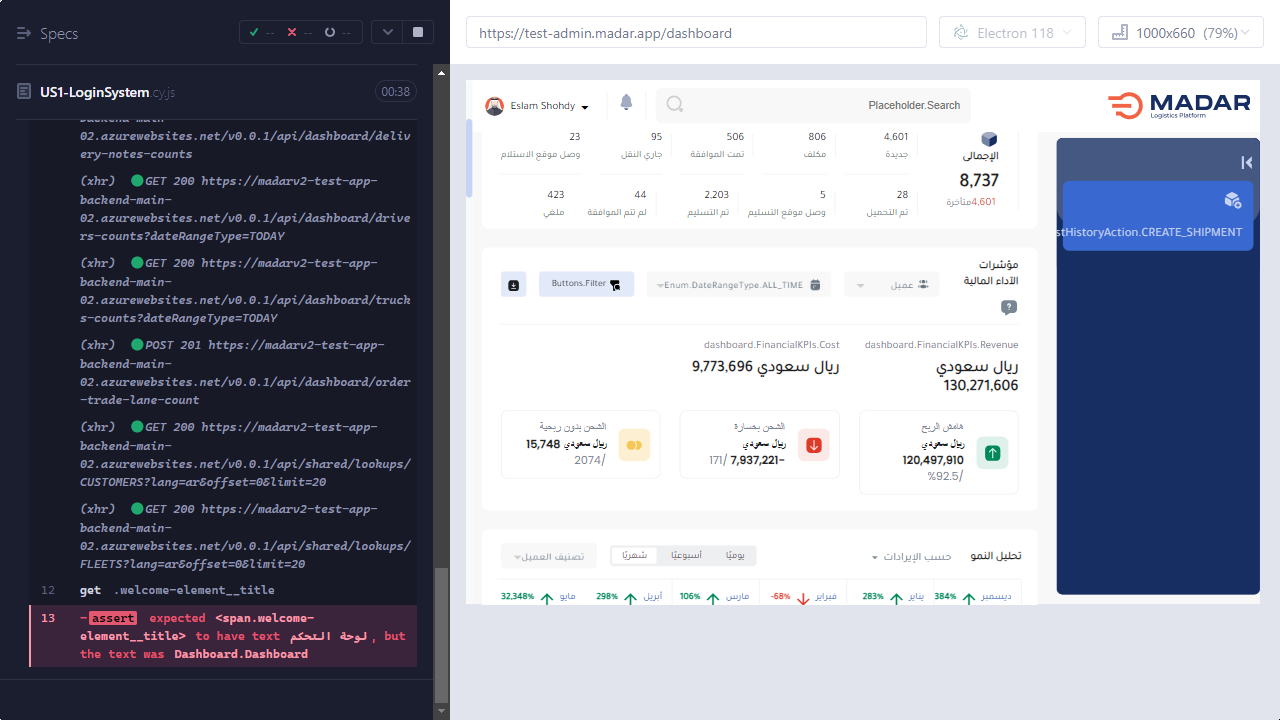 Specs
-- -- --
US1-LoginSystem.cy.js
00:38
backend-main-
02.azurewebsites.net/v0.0.1/api/dashboard/deliv
ery-notes-counts
(xhr) GET 200 https://madarv2-test-app-
backend-main-
02.azurewebsites.net/v0.0.1/api/dashboard/drive
rs-counts?dateRangeType=TODAY
(xhr) GET 200 https://madarv2-test-app-
backend-main-
02.azurewebsites.net/v0.0.1/api/dashboard/truck
s-counts?dateRangeType=TODAY
(xhr) POST 201 https://madarv2-test-app-
backend-main-
02.azurewebsites.net/v0.0.1/api/dashboard/order
-trade-lane-count
(xhr) GET 200 https://madarv2-test-app-
backend-main-
02.azurewebsites.net/v0.0.1/api/shared/lookups/
CUSTOMERS?lang=ar&offset=0&limit=20
(xhr) GET 200 https://madarv2-test-app-
backend-main-
02.azurewebsites.net/v0.0.1/api/shared/lookups/
FLEETS?lang=ar&offset=0&limit=20
12 get .welcome-element__title
13 -assert expected <span.welcome-
element__title> to have text لوحة التحكم, but
the text was Dashboard.Dashboard
https://test-admin.madar.app/dashboard
Electron 118
1000x660 (79%)
Eslam Shohdy
Placeholder.Search
MADAR
Logistics Platform
الإجمالى
8,737
4,601متأخرة
4,601 806 506 95 23
جديدة مكلف تمت الموافقة جاري النقل وصل موقع الاستلام
28 5 2,203 44 423
تم التحميل وصل موقع التسليم تم التسليم لم تتم الموافقة ملغي
stHistoryAction.CREATE_SHIPMENT
مؤشرات
الآداء المالية
عميل
Enum.DateRangeType.ALL_TIME
Buttons.Filter
dashboard.FinancialKPIs.Revenue
ريال سعودي
130,271,606
dashboard.FinancialKPIs.Cost
ريال سعودي 9,773,696
هامش الربح
ريال سعودي
120,497,910
/92.5%
الشحن بخسارة
ريال سعودي
-7,937,221 /171
الشحن بدون ربحية
ريال سعودي 15,748
/2074
تحليل النمو
حسب الإيرادات
يوميًا أسبوعيًا شهريًا
تصنيف العميل
ديسمبر 384%
يناير 283%
فبراير -68%
مارس 106%
أبريل 298%
مايو 32,348%